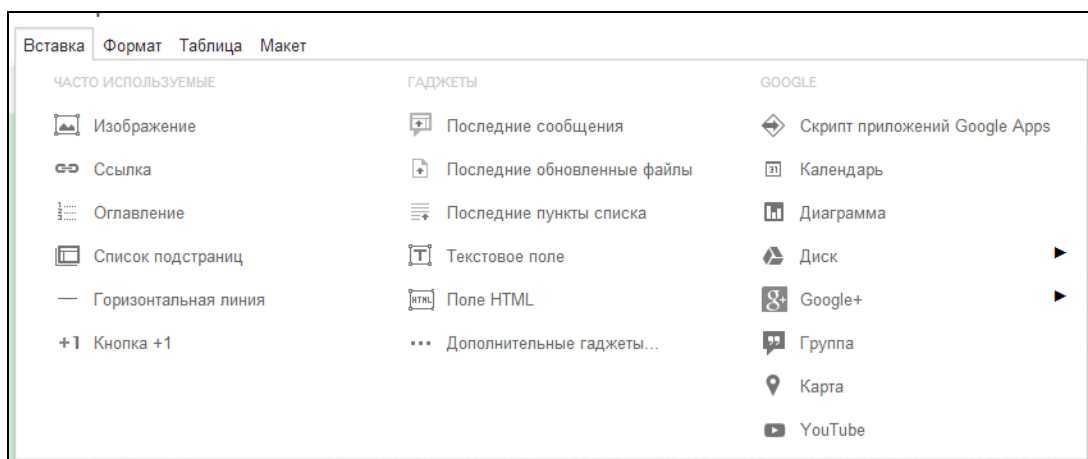 Вставка Формат Таблица Макет
ЧАСТО ИСПОЛЬЗУЕМЫЕ
Изображение
Ссылка
Оглавление
Список подстраниц
Горизонтальная линия
+1 Кнопка +1
ГАДЖЕТЫ
Последние сообщения
Последние обновленные файлы
Последние пункты списка
T Текстовое поле
HTML Поле HTML
Дополнительные гаджеты...
GOOGLE
Скрипт приложений Google Apps
31 Календарь
Диаграмма
Диск
g+ Google+
Группа
Карта
YouTube